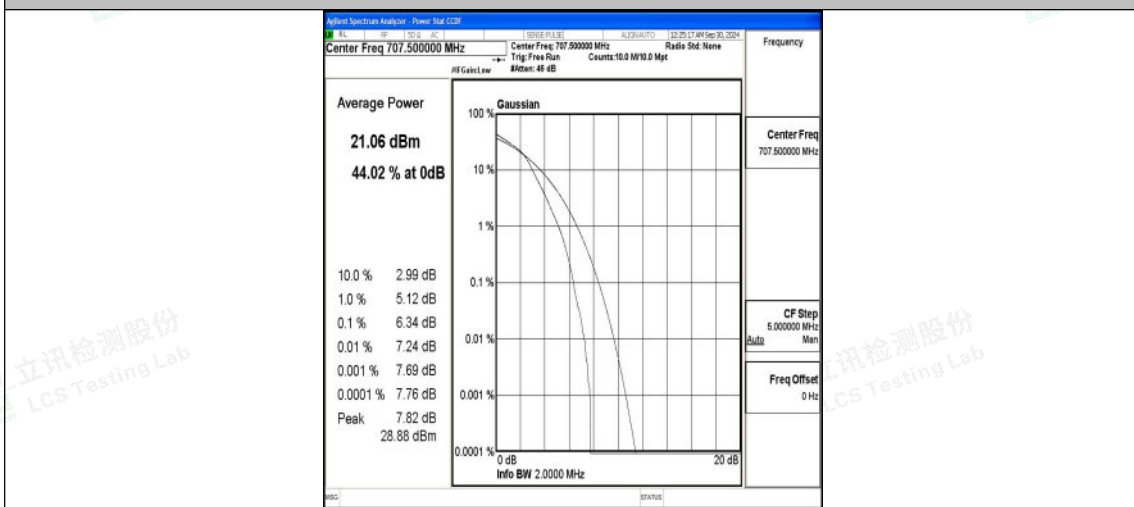 Agilent Spectrum Analyzer - Power Stat CCDF
RL RF 50 Ω AC SENSE:PULSE ALIGNAUTO 12:25:17 AM Sep 30, 2024
Center Freq 707.500000 MHz
Center Freq: 707.500000 MHz Radio Std: None
Trig: Free Run Counts:10.0 M/10.0 Mpt
#IFGain:Low #Atten: 46 dB
Frequency
Average Power
21.06 dBm
44.02 % at 0dB
10.0 % 2.99 dB
1.0 % 5.12 dB
0.1 % 6.34 dB
0.01 % 7.24 dB
0.001 % 7.69 dB
0.0001 % 7.76 dB
Peak 7.82 dB
28.88 dBm
Gaussian
100 %
10 %
1 %
0.1 %
0.01 %
0.001 %
0.0001 %
0 dB 20 dB
Info BW 2.0000 MHz
Center Freq
707.500000 MHz
CF Step
5.000000 MHz
Auto Man
Freq Offset
0 Hz
MSG STATUS
立讯检测股份
LCS Testing Lab
立讯检测股份
LCS Testing Lab